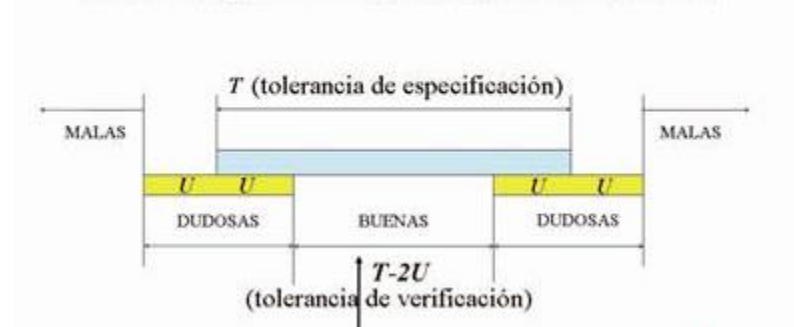 T (tolerancia de especificación)
MALAS
MALAS
U U
U U
DUDOSAS
BUENAS
DUDOSAS
T-2U
(tolerancia de verificación)